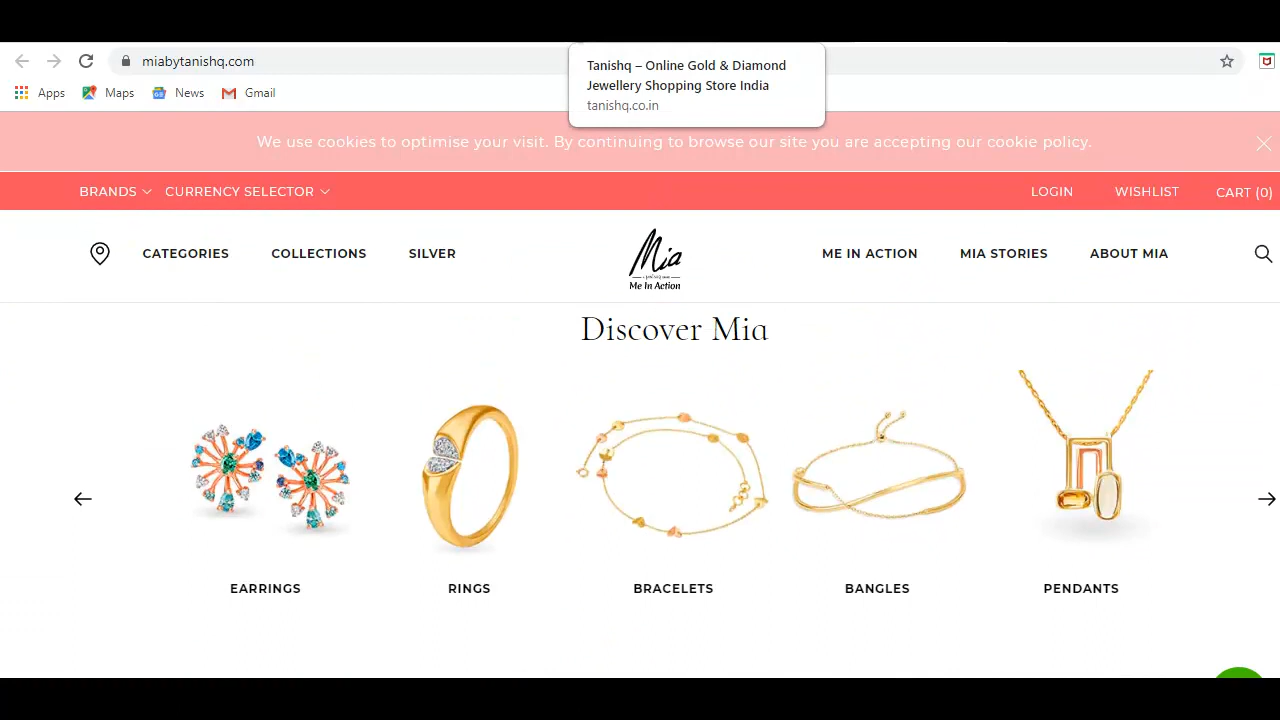 miabytanishq.com
Tanishq – Online Gold & Diamond
Jewellery Shopping Store India
tanishq.co.in
Apps Maps News Gmail
We use cookies to optimise your visit. By continuing to browse our site you are accepting our cookie policy.
BRANDS CURRENCY SELECTOR LOGIN WISHLIST CART (0)
CATEGORIES COLLECTIONS SILVER Mia ME IN ACTION MIA STORIES ABOUT MIA
Me In Action
Discover Mia
EARRINGS RINGS BRACELETS BANGLES PENDANTS